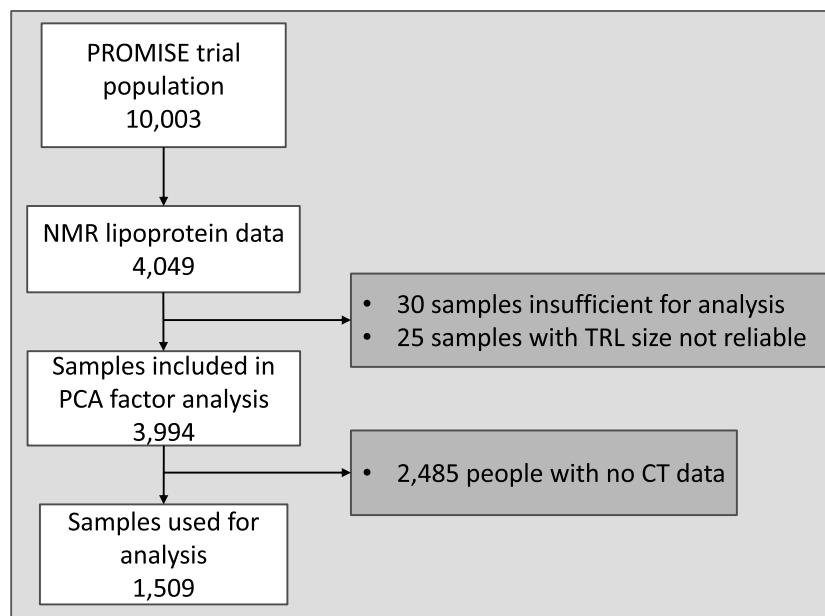 PROMISE trial
population
10,003
NMR lipoprotein data
4,049
• 30 samples insufficient for analysis
• 25 samples with TRL size not reliable
Samples included in
PCA factor analysis
3,994
• 2,485 people with no CT data
Samples used for
analysis
1,509